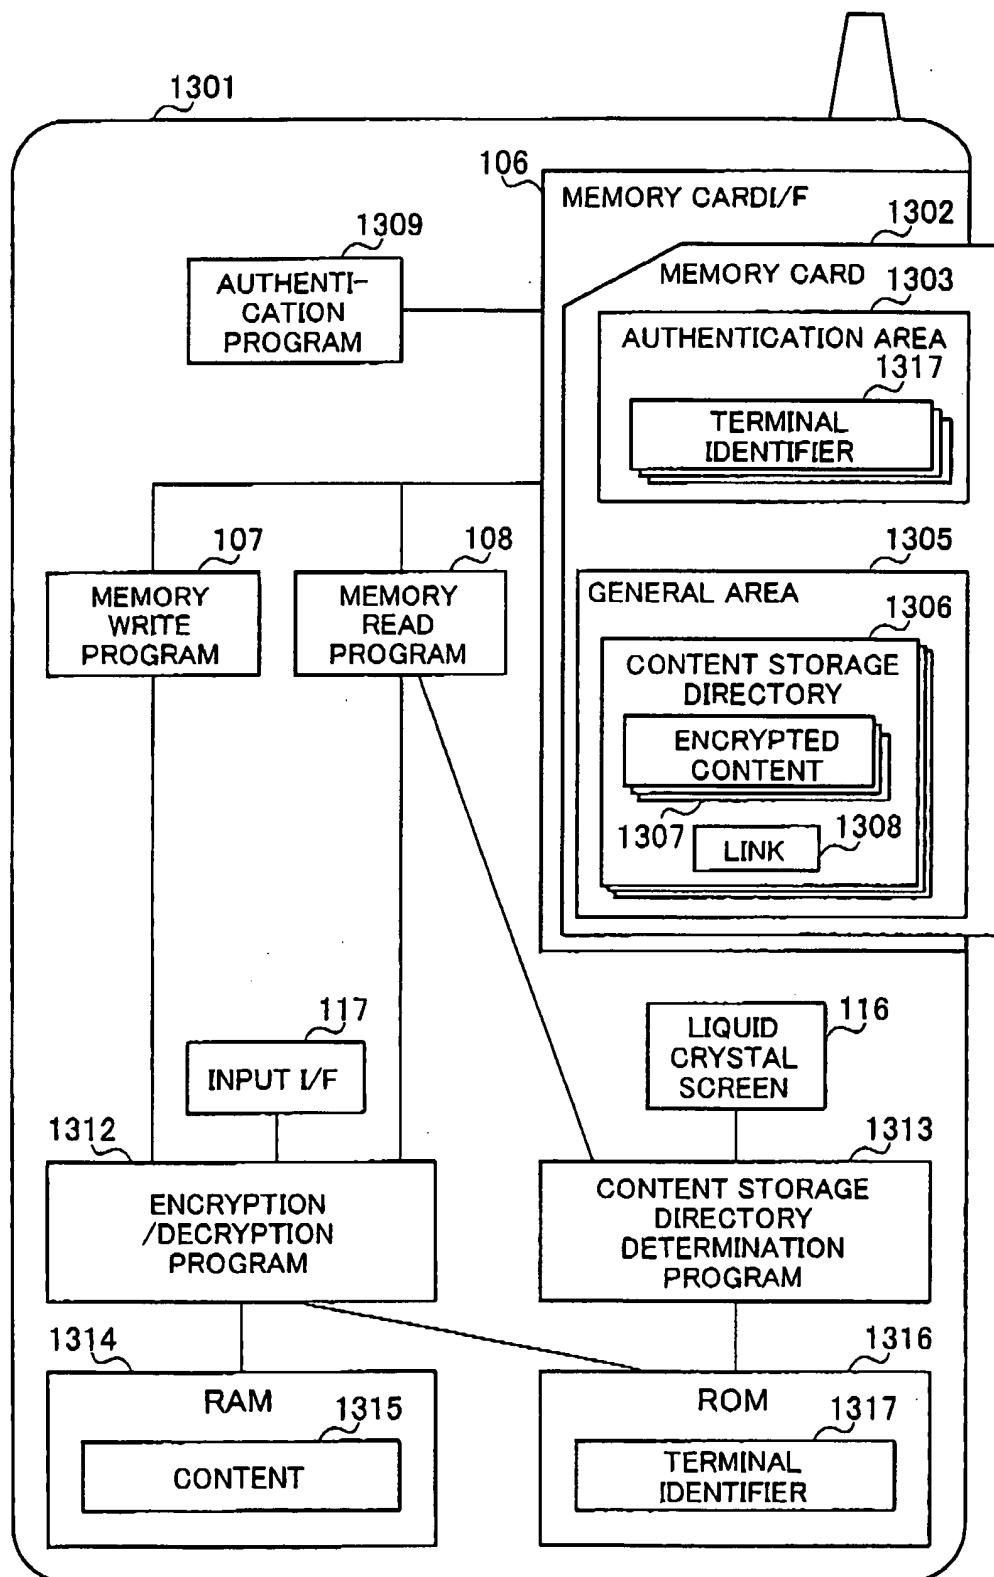 1301
106
MEMORY CARDI/F
1302
1309
MEMORY CARD
AUTHENTI-
CATION
PROGRAM
1303
AUTHENTICATION AREA
1317
TERMINAL
IDENTIFIER
107
108
1305
MEMORY
WRITE
PROGRAM
MEMORY
READ
PROGRAM
GENERAL AREA
1306
CONTENT STORAGE
DIRECTORY
ENCRYPTED
CONTENT
1307
1308
LINK
117
INPUT I/F
116
LIQUID
CRYSTAL
SCREEN
1312
1313
ENCRYPTION
/DECRYPTION
PROGRAM
CONTENT STORAGE
DIRECTORY
DETERMINATION
PROGRAM
1314
1316
RAM
1315
CONTENT
ROM
1317
TERMINAL
IDENTIFIER